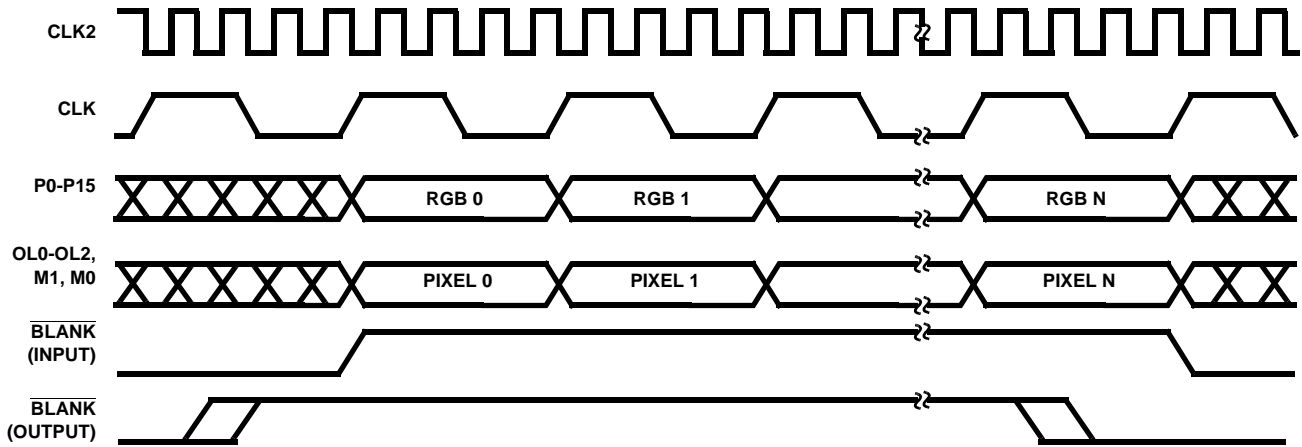 CLK2
CLK
P0-P15
RGB 0
RGB 1
RGB N
OL0-OL2,
M1, M0
PIXEL 0
PIXEL 1
PIXEL N
BLANK
(INPUT)
BLANK
(OUTPUT)